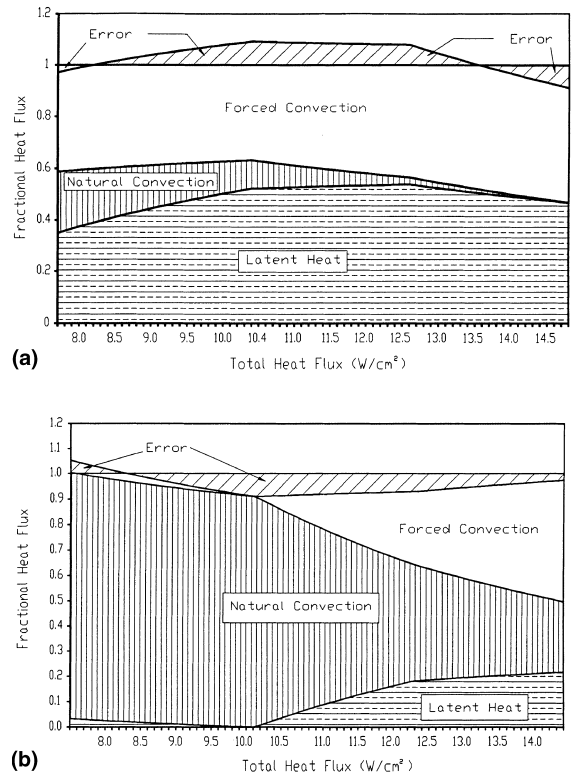 1.2
Error
Error
1
Forced Convection
0.8
0.6
Natural Convection
0.4
Latent Heat
0.2
0
Fractional Heat Flux
8.0 8.5 9.0 9.5 10.0 10.4 11.0 11.5 12.0 12.5 13.0 13.5 14.0 14.5
(a)
Total Heat Flux (W/cm²)
1.2
1.1
Error
1.0
0.9
Forced Convection
0.8
0.7
0.6
0.5
Natural Convection
0.4
0.3
0.2
Latent Heat
0.1
0.0
Fractional Heat Flux
8.0 8.5 9.0 9.5 10.0 10.5 11.0 11.5 12.0 12.4 13.0 13.5 14.0
(b)
Total Heat Flux (W/cm²)